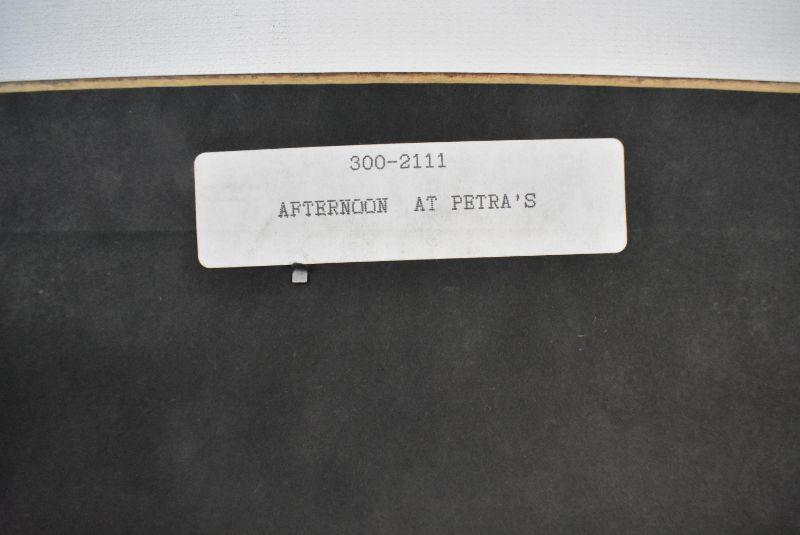 300-2111
AFTERNOON AT PETRA'S